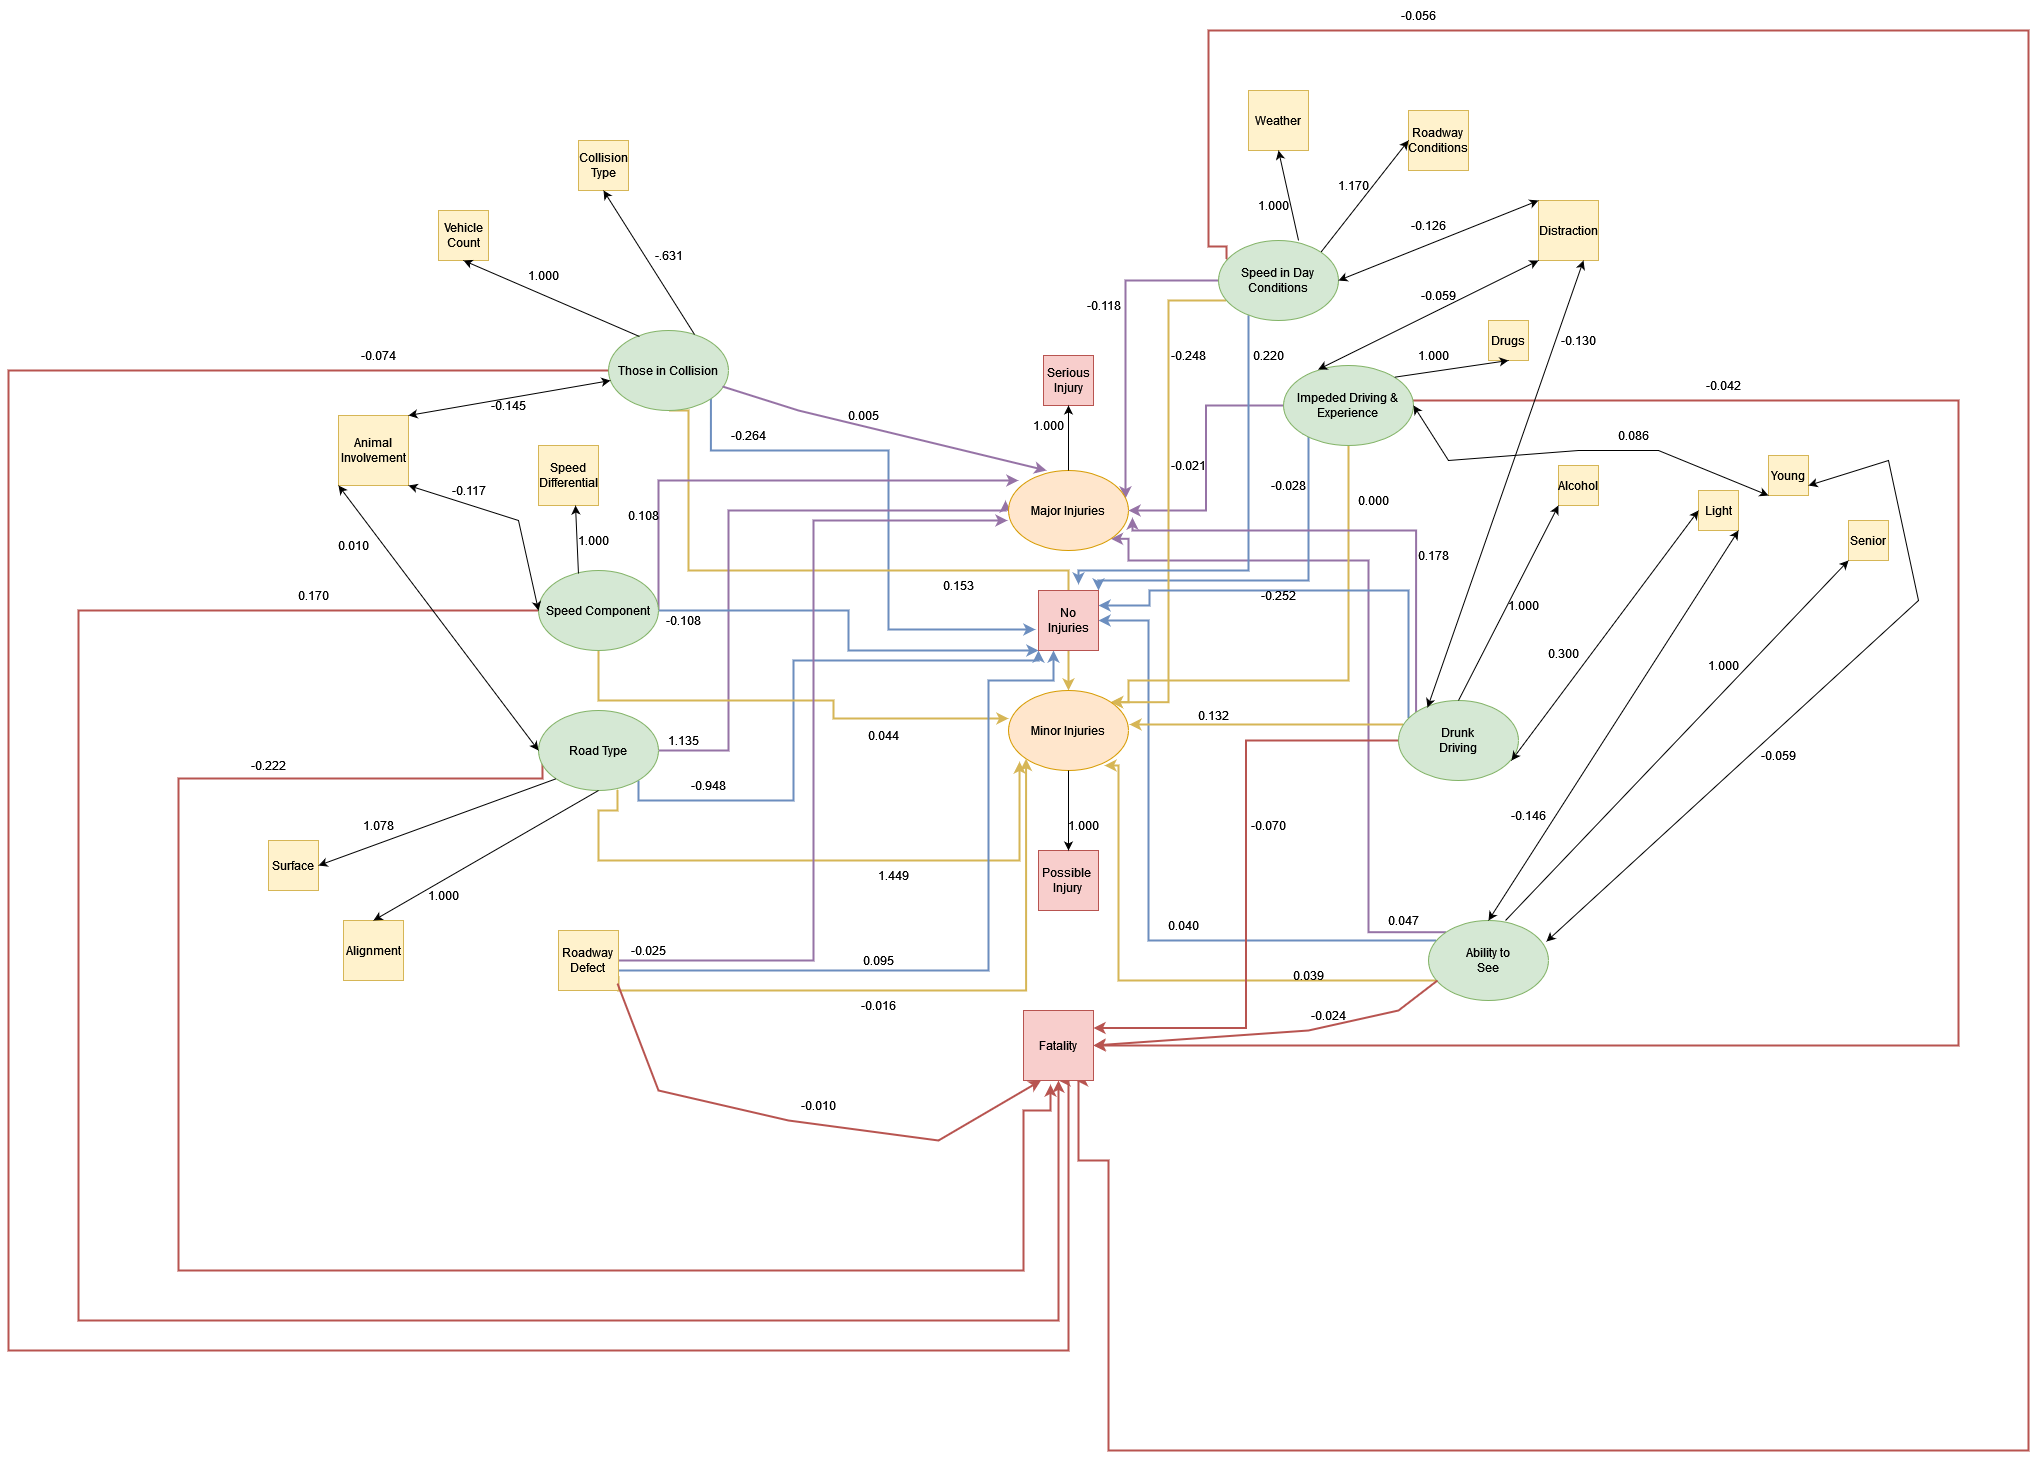 -0.056
Weather
Roadway
Conditions
Collision
Type
1.170
1.000
Vehicle
Count
-0.126
Distraction
-.631
1.000
Speed in Day
Conditions
-0.059
-0.118
-0.130
Drugs
-0.074
-0.248
0.220
1.000
Those in Collision
Serious
Injury
-0.042
Impeded Driving &
Experience
-0.145
0.005
1.000
-0.264
0.086
Animal
Involvement
Speed
Differential
-0.021
Young
-0.117
-0.028
Alcohol
0.000
0.108
Major Injuries
Light
Senior
0.010
1.000
0.178
0.153
0.170
-0.252
1.000
Speed Component
-0.108
No
Injuries
0.300
1.000
Minor Injuries
0.132
0.044
1.135
Road Type
Drunk
Driving
-0.059
-0.222
-0.948
-0.146
1.078
1.000
-0.070
Surface
1.449
Possible
Injury
1.000
0.047
0.040
Alignment
Roadway
Defect
-0.025
0.095
Ability to
See
0.039
-0.016
-0.024
Fatality
-0.010